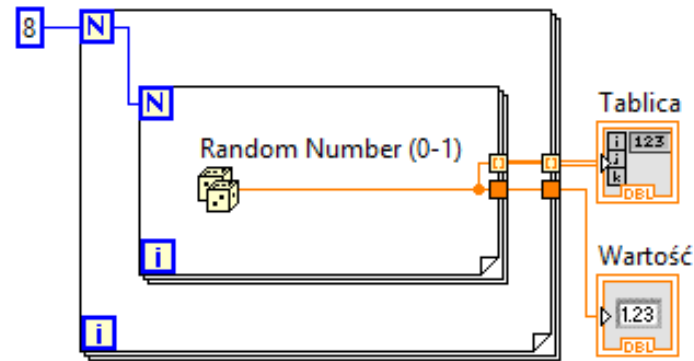 8
N
N
Tablica
i
123
j
k
DBL
Random Number (0-1)
i
Wartość
1.23
DBL
i